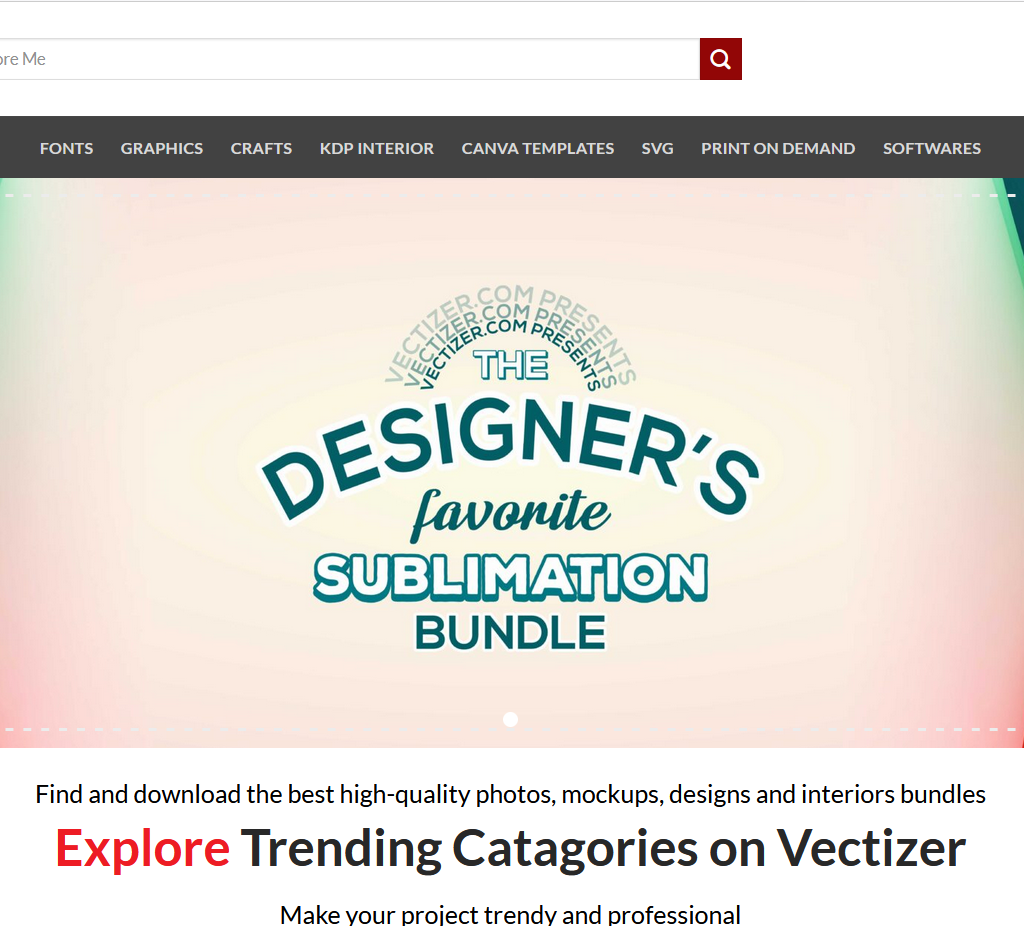 ore Me
FONTS GRAPHICS CRAFTS KDP INTERIOR CANVA TEMPLATES SVG PRINT ON DEMAND SOFTWARES
VECTIZER.COM PRESENTS
VECTIZER.COM PRESENTS
VECTIZER.COM PRESENTS
THE
DESIGNER'S
favorite
SUBLIMATION
BUNDLE
Find and download the best high-quality photos, mockups, designs and interiors bundles
Explore Trending Catagories on Vectizer
Make your project trendy and professional